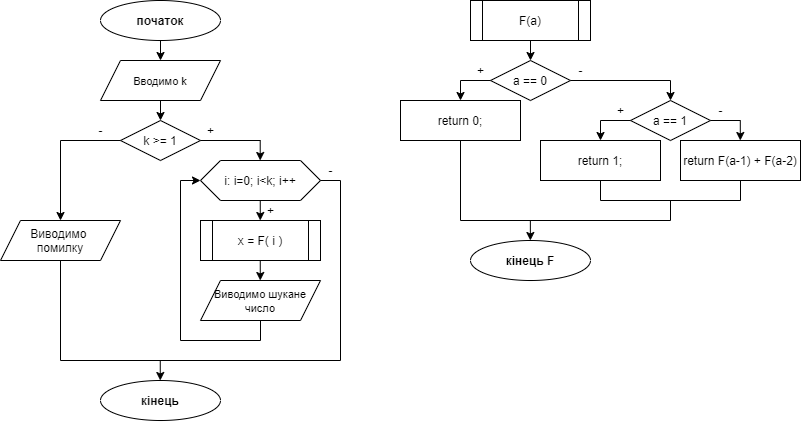 початок
Вводимо k
k >= 1
-
+
i: i=0; i<k; i++
-
+
x = F( i )
Виводимо
помилку
Виводимо шукане
число
кінець
F(a)
a == 0
+
-
return 0;
a == 1
+
-
return 1;
return F(a-1) + F(a-2)
кінець F